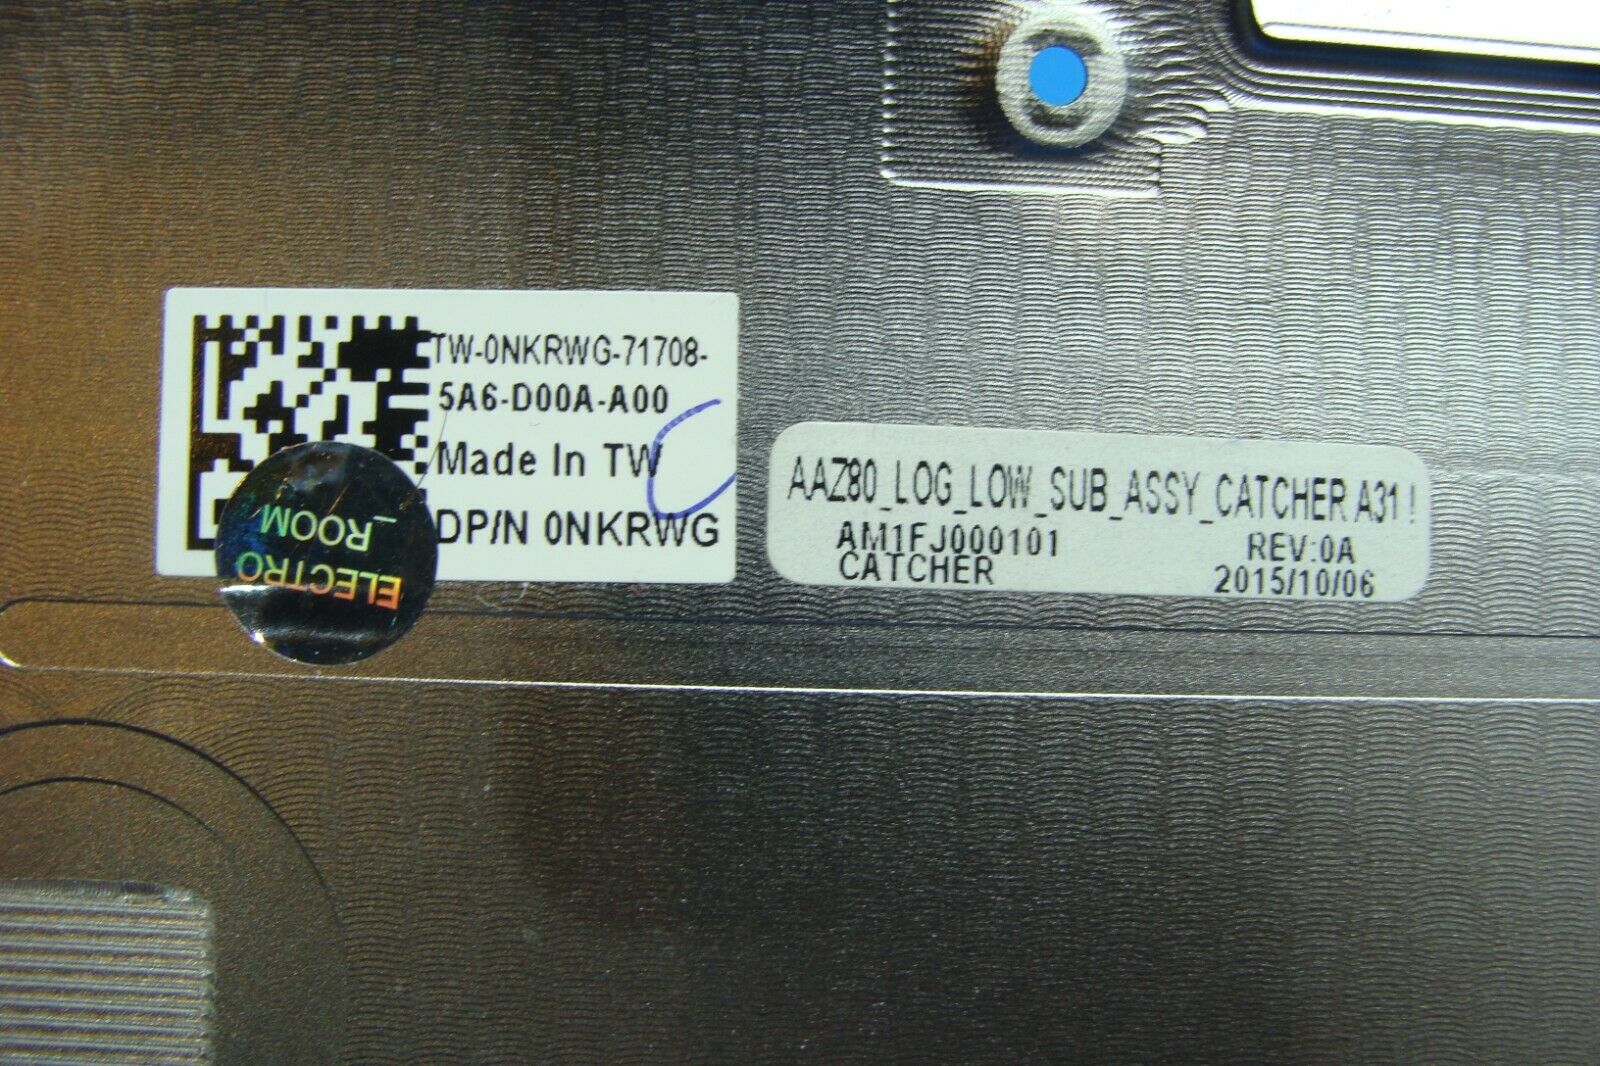 TW-0NKRWG-71708-
5A6-D00A-A00
Made In TW
DP/N 0NKRWG
ELECTRO
_ROOM
AAZ80_LOG_LOW_SUB_ASSY_CATCHER A31 !
AM1FJ000101 REV:0A
CATCHER 2015/10/06